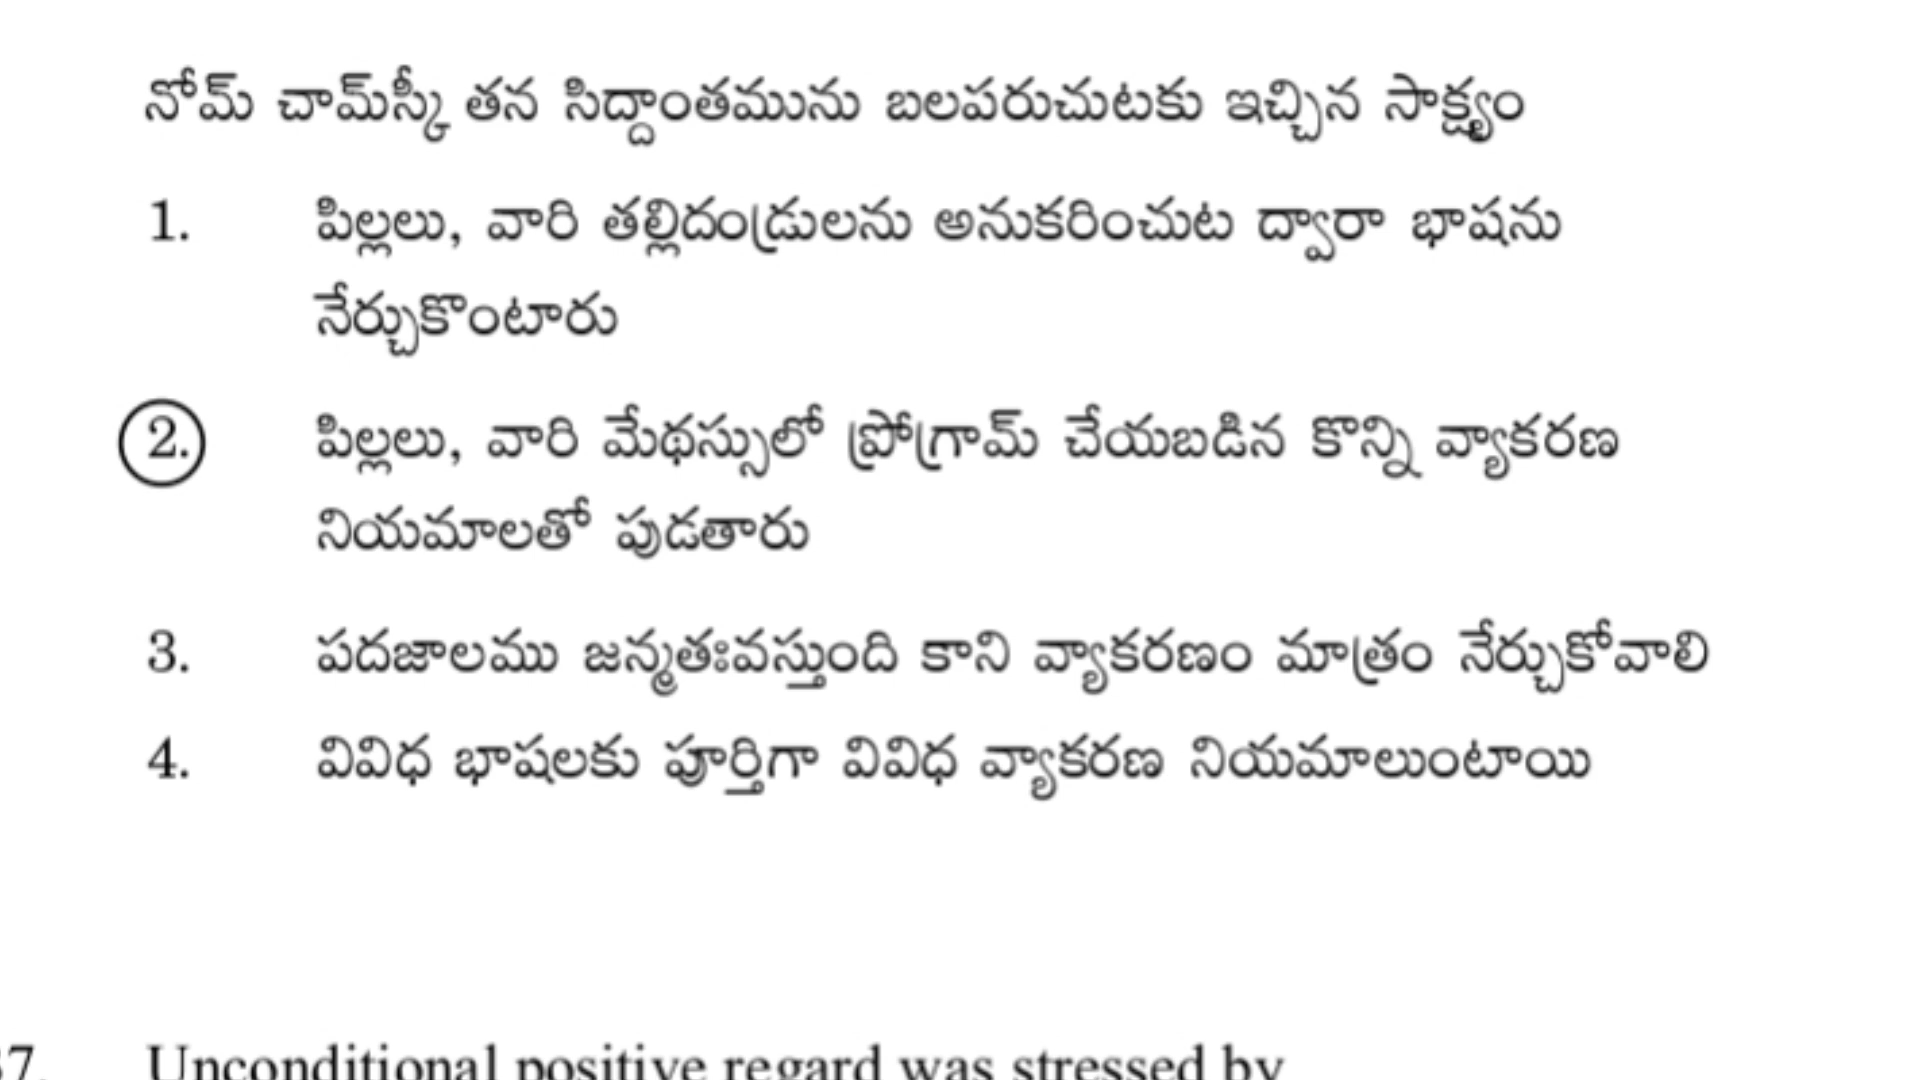 నోమ్ చామ్‌స్కీ తన సిద్దాంతమును బలపరుచుటకు ఇచ్చిన సాక్ష్యం
1. పిల్లలు, వారి తల్లిదండ్రులను అనుకరించుట ద్వారా భాషను
నేర్చుకొంటారు
2. పిల్లలు, వారి మేథస్సులో ప్రోగ్రామ్ చేయబడిన కొన్ని వ్యాకరణ
నియమాలతో పుడతారు
3. పదజాలము జన్మతఃవస్తుంది కాని వ్యాకరణం మాత్రం నేర్చుకోవాలి
4. వివిధ భాషలకు పూర్తిగా వివిధ వ్యాకరణ నియమాలుంటాయి
37. Unconditional positive regard was stressed by